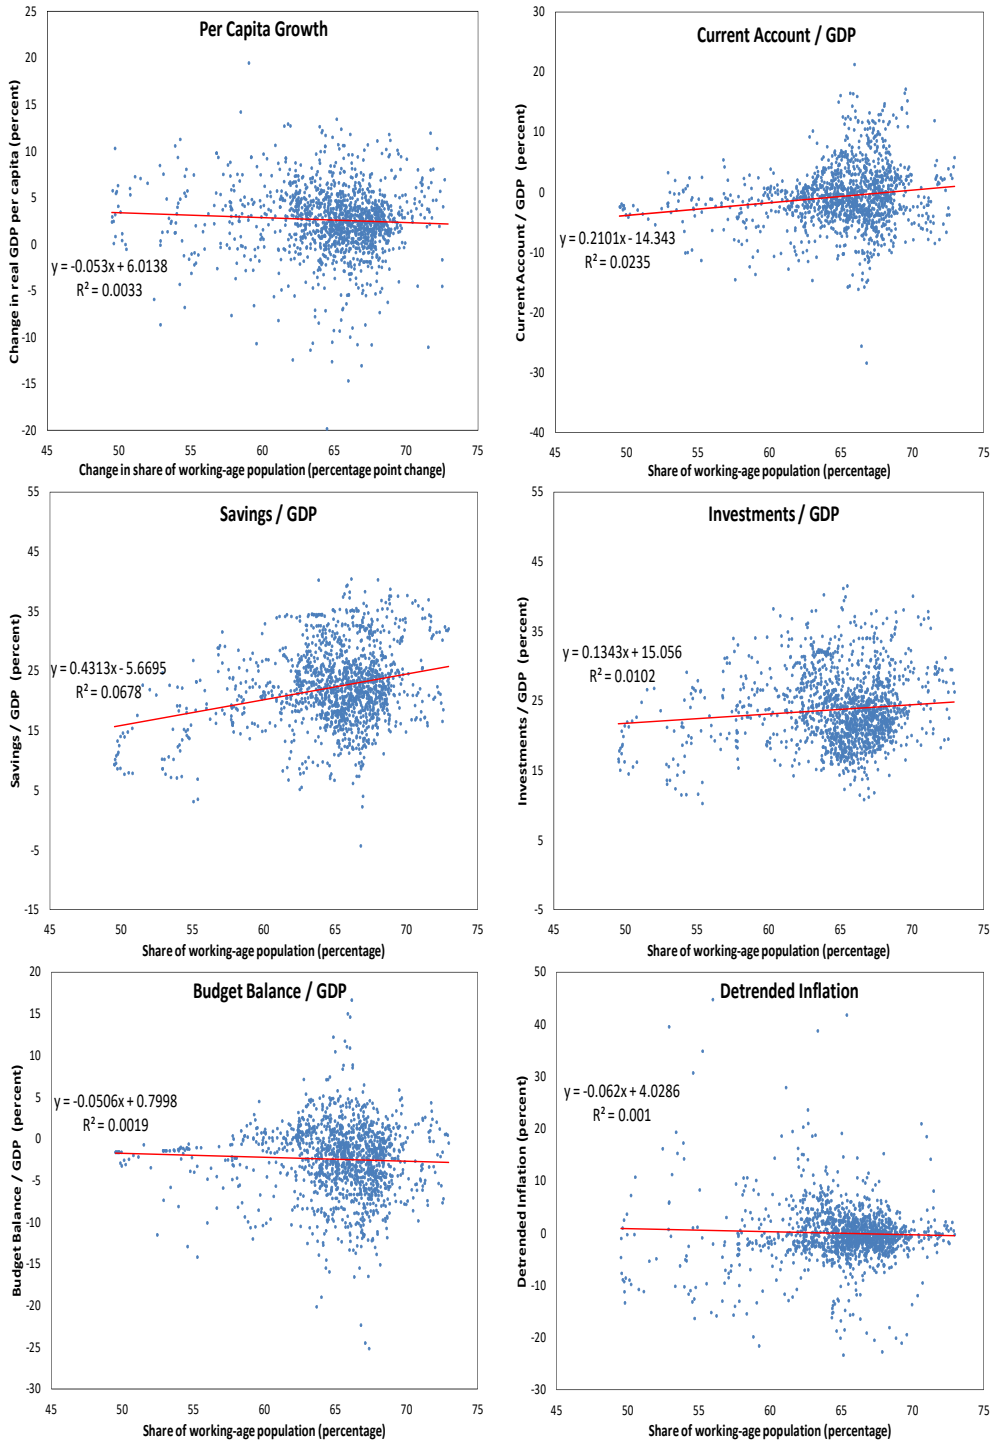 Per Capita Growth
Change in real GDP per capita (percent)
25
20
15
10
5
0
-5
-10
-15
-20
y = -0.053x + 6.0138
R² = 0.0033
45 50 55 60 65 70 75
Change in share of working-age population (percentage point change)
Current Account / GDP
Current Account / GDP (percent)
30
20
10
0
-10
-20
-30
-40
y = 0.2101x - 14.343
R² = 0.0235
45 50 55 60 65 70 75
Share of working-age population (percentage)
Savings / GDP
Savings / GDP (percent)
55
45
35
25
15
5
-5
-15
y = 0.4313x - 5.6695
R² = 0.0678
45 50 55 60 65 70 75
Share of working-age population (percentage)
Investments / GDP
Investments / GDP (percent)
55
45
35
25
15
5
-5
y = 0.1343x + 15.056
R² = 0.0102
45 50 55 60 65 70 75
Share of working-age population (percentage)
Budget Balance / GDP
Budget Balance / GDP (percent)
20
15
10
5
0
-5
-10
-15
-20
-25
-30
y = -0.0506x + 0.7998
R² = 0.0019
45 50 55 60 65 70 75
Share of working-age population (percentage)
Detrended Inflation
Detrended Inflation (percent)
50
40
30
20
10
0
-10
-20
-30
y = -0.062x + 4.0286
R² = 0.001
45 50 55 60 65 70 75
Share of working-age population (percentage)